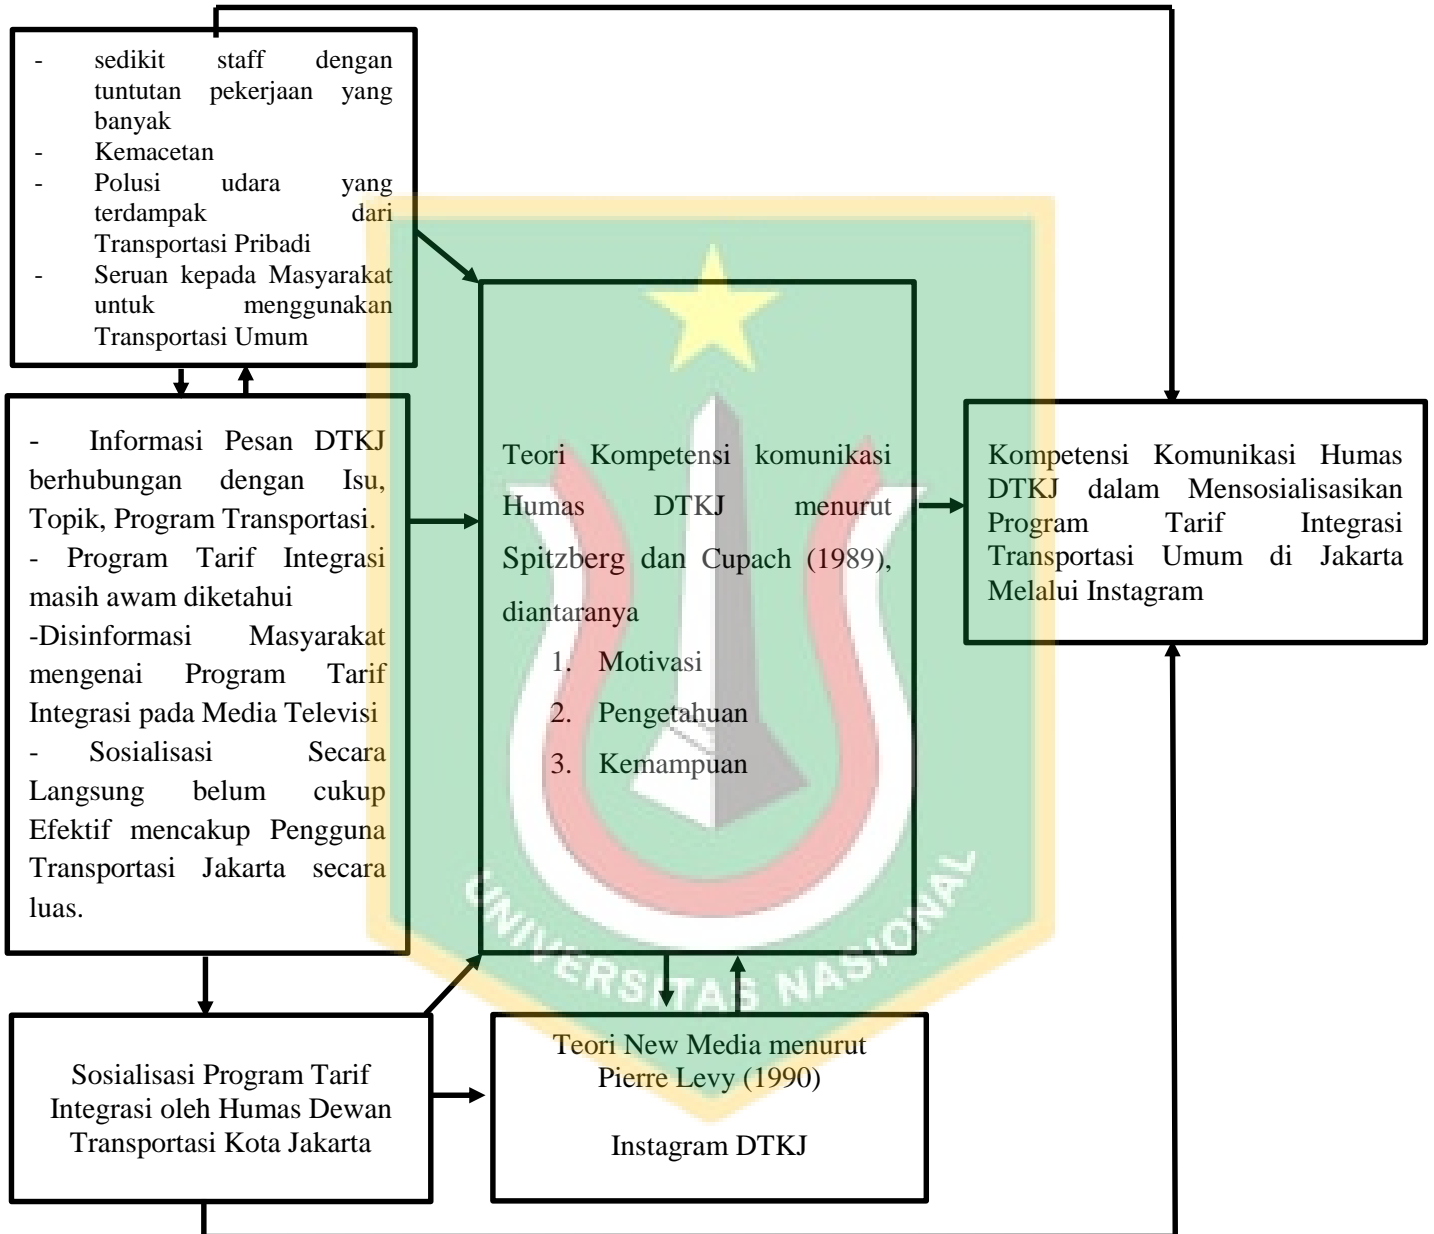 - sedikit staff dengan
tuntutan pekerjaan yang
banyak
- Kemacetan
- Polusi udara yang
terdampak dari
Transportasi Pribadi
- Seruan kepada Masyarakat
untuk menggunakan
Transportasi Umum
- Informasi Pesan DTKJ
berhubungan dengan Isu,
Topik, Program Transportasi.
- Program Tarif Integrasi
masih awam diketahui
-Disinformasi Masyarakat
mengenai Program Tarif
Integrasi pada Media Televisi
- Sosialisasi Secara
Langsung belum cukup
Efektif mencakup Pengguna
Transportasi Jakarta secara
luas.
Teori Kompetensi komunikasi
Humas DTKJ menurut
Spitzberg dan Cupach (1989),
diantaranya
1. Motivasi
2. Pengetahuan
3. Kemampuan
Kompetensi Komunikasi Humas
DTKJ dalam Mensosialisasikan
Program Tarif Integrasi
Transportasi Umum di Jakarta
Melalui Instagram
Sosialisasi Program Tarif
Integrasi oleh Humas Dewan
Transportasi Kota Jakarta
Teori New Media menurut
Pierre Levy (1990)
Instagram DTKJ
UNIVERSITAS NASIONAL